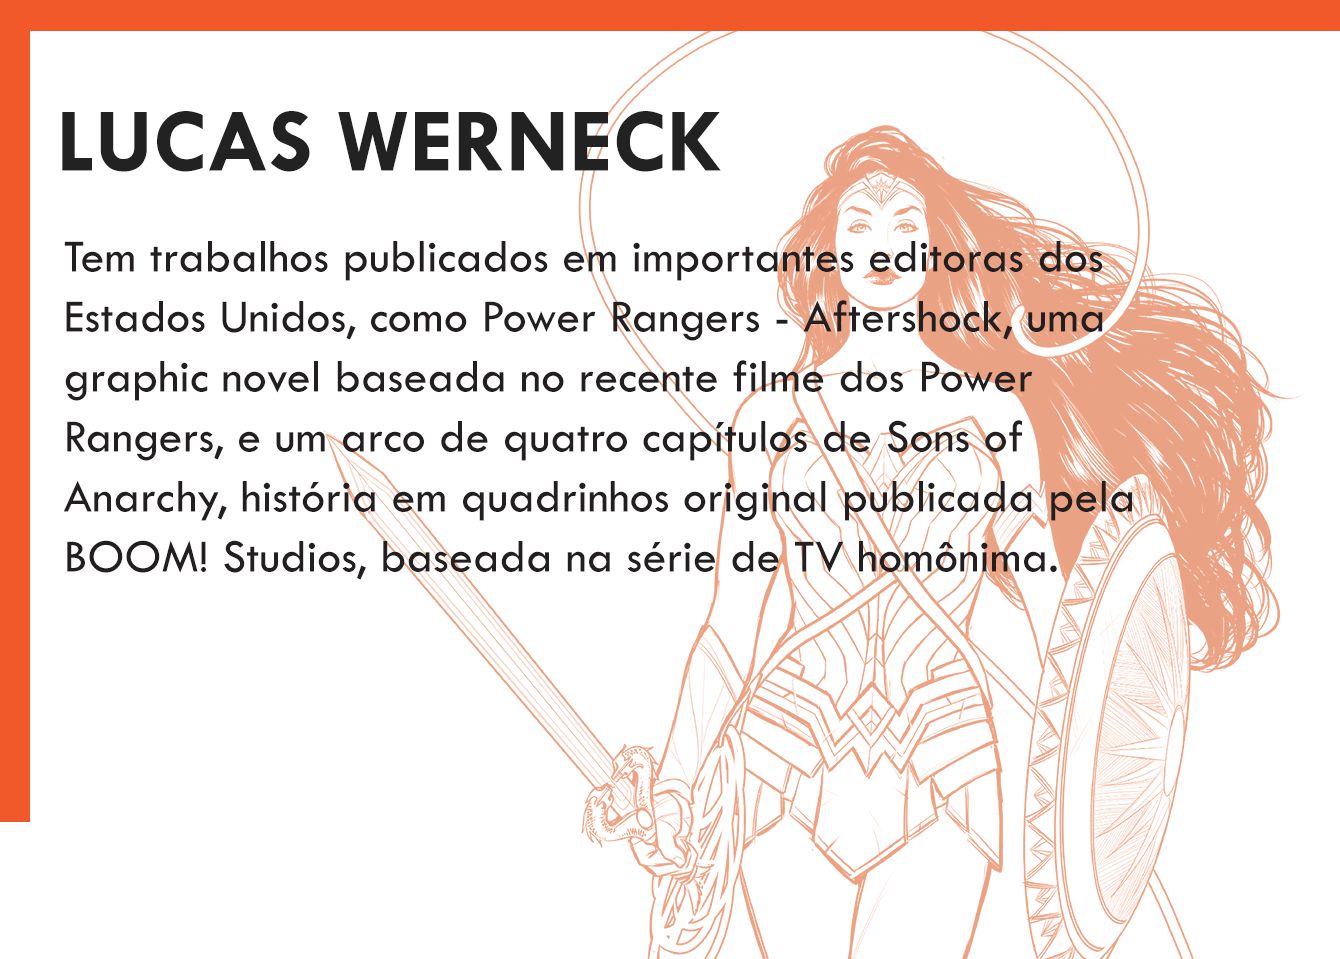 LUCAS WERNECK
Tem trabalhos publicados em importantes editoras dos
Estados Unidos, como Power Rangers - Aftershock, uma
graphic novel baseada no recente filme dos Power
Rangers, e um arco de quatro capítulos de Sons of
Anarchy, história em quadrinhos original publicada pela
BOOM! Studios, baseada na série de TV homônima.